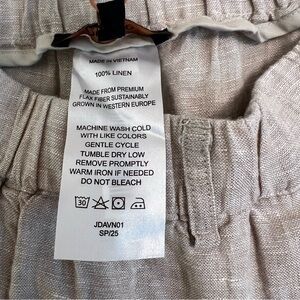 MADE IN VIETNAM
100% LINEN
MADE FROM PREMIUM
FLAX FIBER SUSTAINABLY
GROWN IN WESTERN EUROPE
MACHINE WASH COLD
WITH LIKE COLORS
GENTLE CYCLE
TUMBLE DRY LOW
REMOVE PROMPTLY
WARM IRON IF NEEDED
DO NOT BLEACH
30
JDAVN01
SP/25